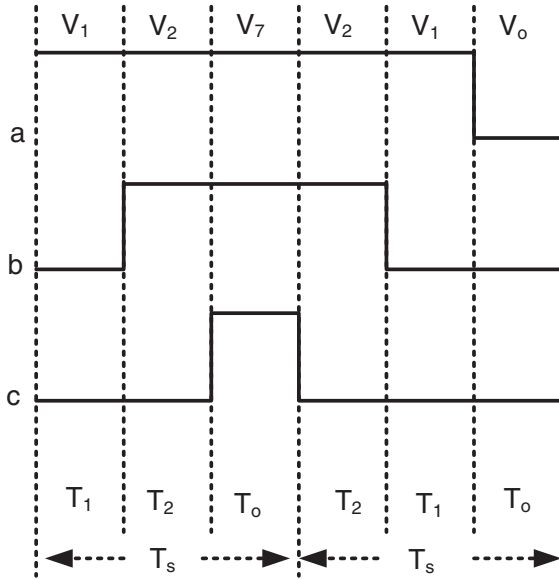 V₁ V₂ V₇ V₂ V₁ Vₒ
a
b
c
T₁ T₂ Tₒ T₂ T₁ Tₒ
Tₛ Tₛ